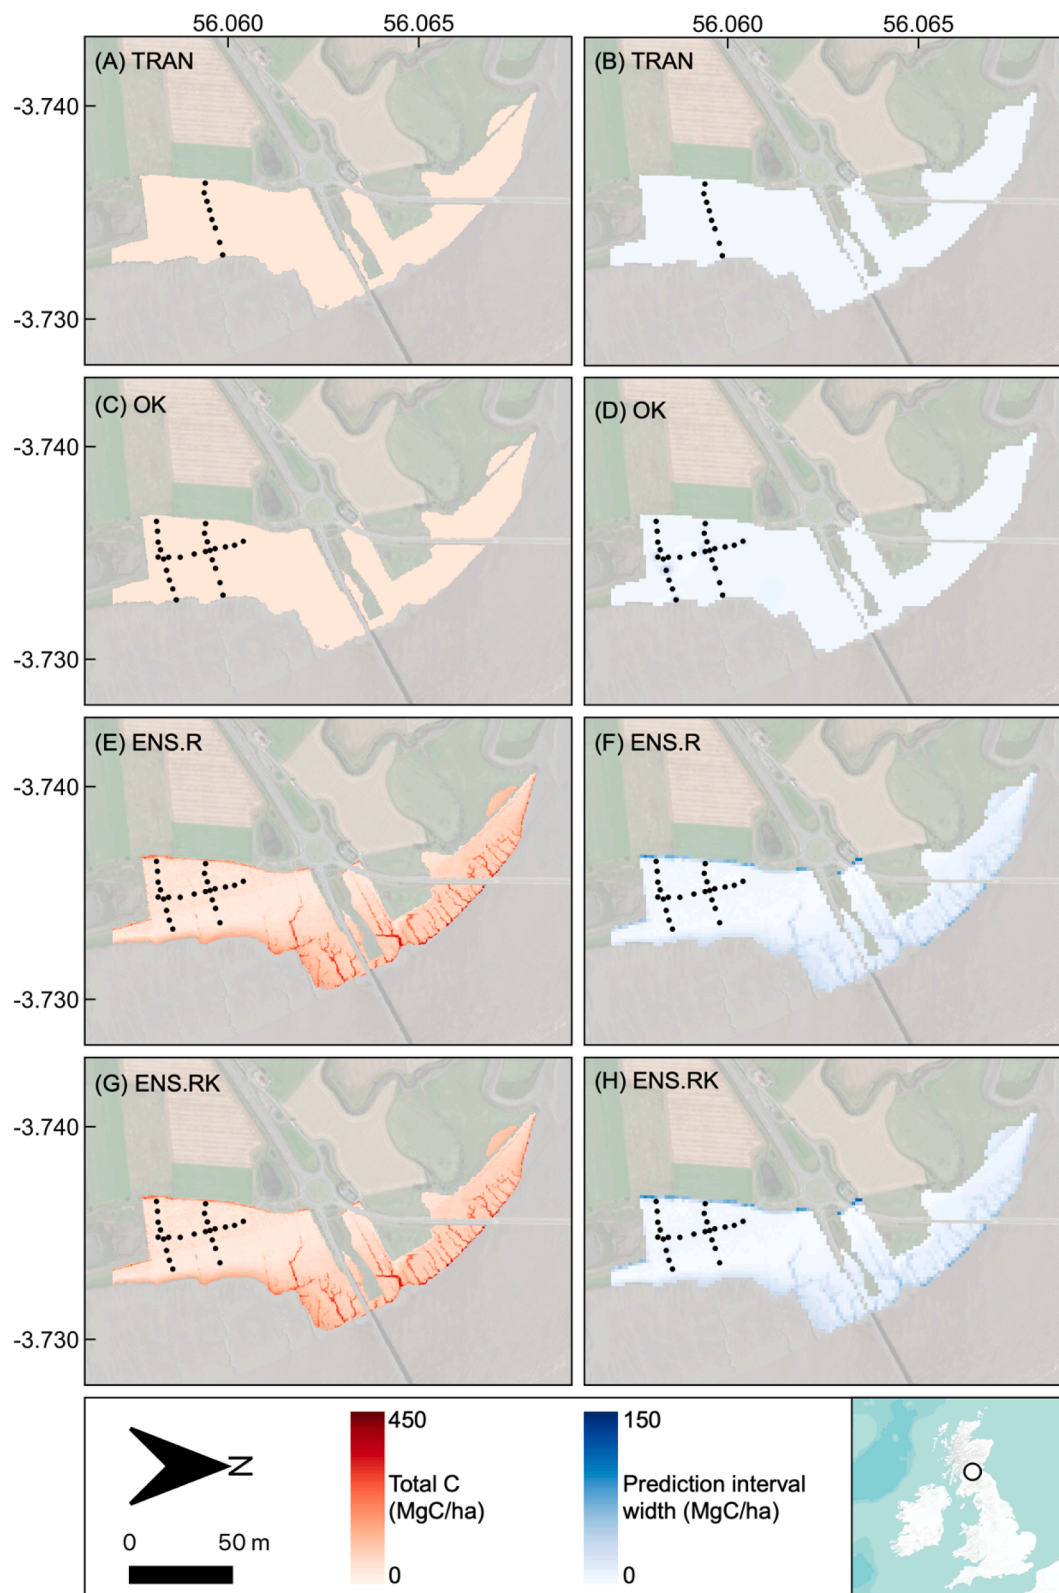 56.060 56.065 56.060 56.065
(A) TRAN (B) TRAN
-3.740
-3.730
(C) OK (D) OK
-3.740
-3.730
(E) ENS.R (F) ENS.R
-3.740
-3.730
(G) ENS.RK (H) ENS.RK
-3.740
-3.730
N
0 50 m
450
Total C
(MgC/ha)
0
150
Prediction interval
width (MgC/ha)
0